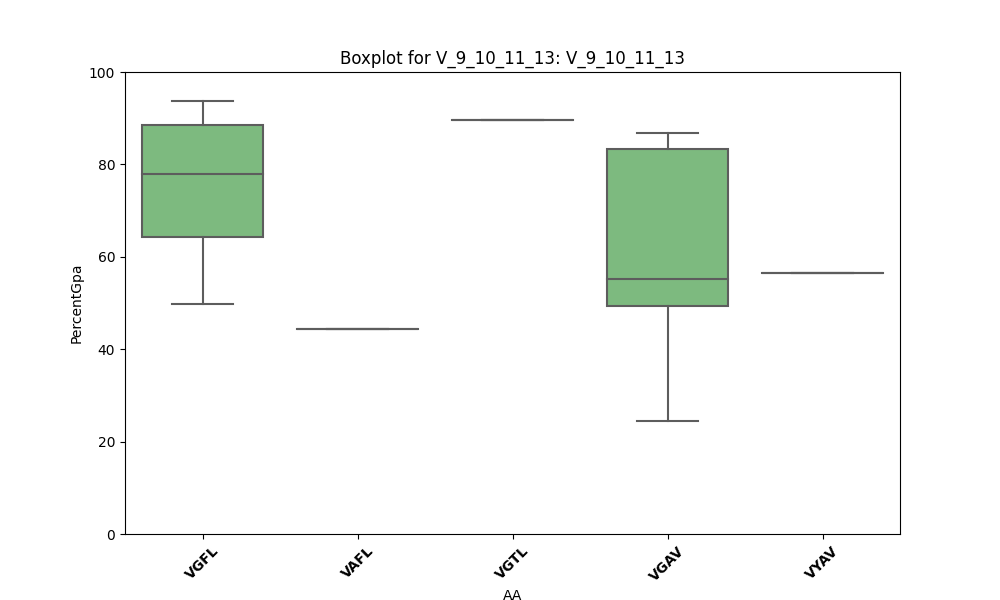 Boxplot for V_9_10_11_13: V_9_10_11_13
100
80
60
40
20
0
PercentGpa
VGFL
VAFL
VGTL
VGAV
VYAV
AA